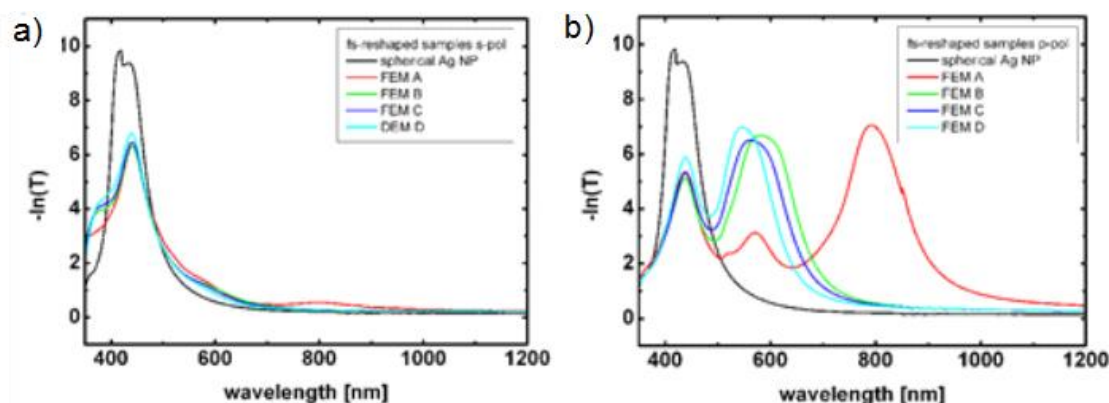 a)
fs-reshaped samples s-pol
spherical Ag NP
FEM A
FEM B
FEM C
DEM D
10
8
6
4
2
0
-ln(T)
400 600 800 1000 1200
wavelength [nm]
b)
fs-reshaped samples p-pol
spherical Ag NP
FEM A
FEM B
FEM C
FEM D
10
8
6
4
2
0
-ln(T)
400 600 800 1000 1200
wavelength [nm]